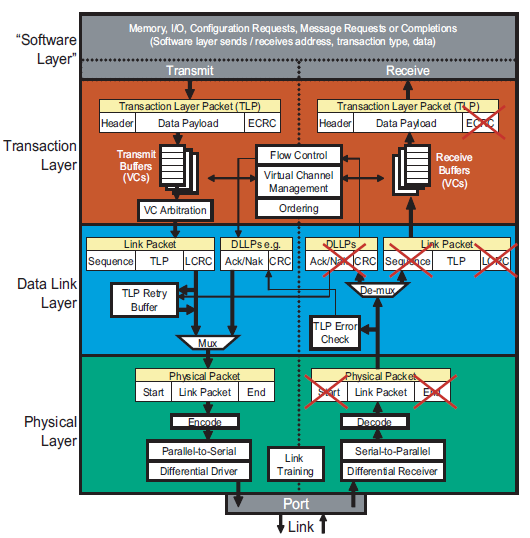 Memory, I/O, Configuration Requests, Message Requests or Completions
(Software layer sends / receives address, transaction type, data)
“Software
Layer”
Transmit
Receive
Transaction Layer Packet (TLP)
Header
Data Payload
ECRC
Transaction Layer Packet (TLP)
Header
Data Payload
ECRC
Transaction
Layer
Transmit
Buffers
(VCs)
Flow Control
Virtual Channel
Management
Ordering
Receive
Buffers
(VCs)
VC Arbitration
Link Packet
Sequence
TLP
LCRC
DLLPs e.g.
Ack/Nak
CRC
DLLPs
Ack/Nak
CRC
Link Packet
Sequence
TLP
LCRC
Data Link
Layer
TLP Retry
Buffer
De-mux
TLP Error
Check
Mux
Physical Packet
Start
Link Packet
End
Physical Packet
Start
Link Packet
End
Physical
Layer
Encode
Decode
Parallel-to-Serial
Differential Driver
Link
Training
Serial-to-Parallel
Differential Receiver
Port
Link